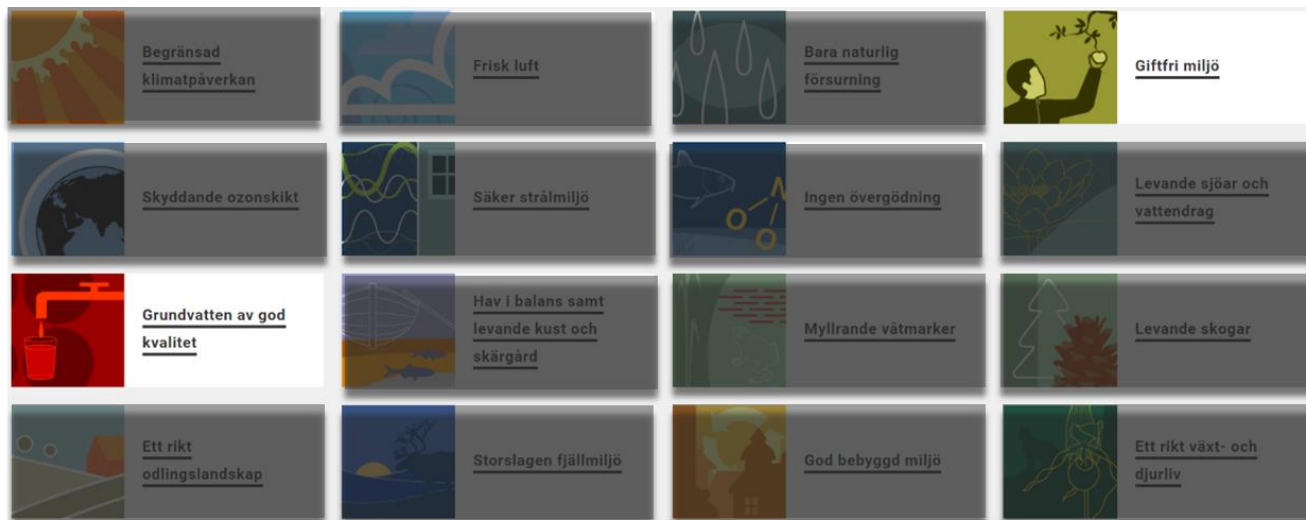 Begränsad
klimatpåverkan
Frisk luft
Bara naturlig
försurning
Giftfri miljö
Skyddande ozonskikt
Säker strålmiljö
Ingen övergödning
Levande sjöar och
vattendrag
Grundvatten av god
kvalitet
Hav i balans samt
levande kust och
skärgård
Myllrande våtmarker
Levande skogar
Ett rikt
odlingslandskap
Storslagen fjällmiljö
God bebyggd miljö
Ett rikt växt- och
djurliv